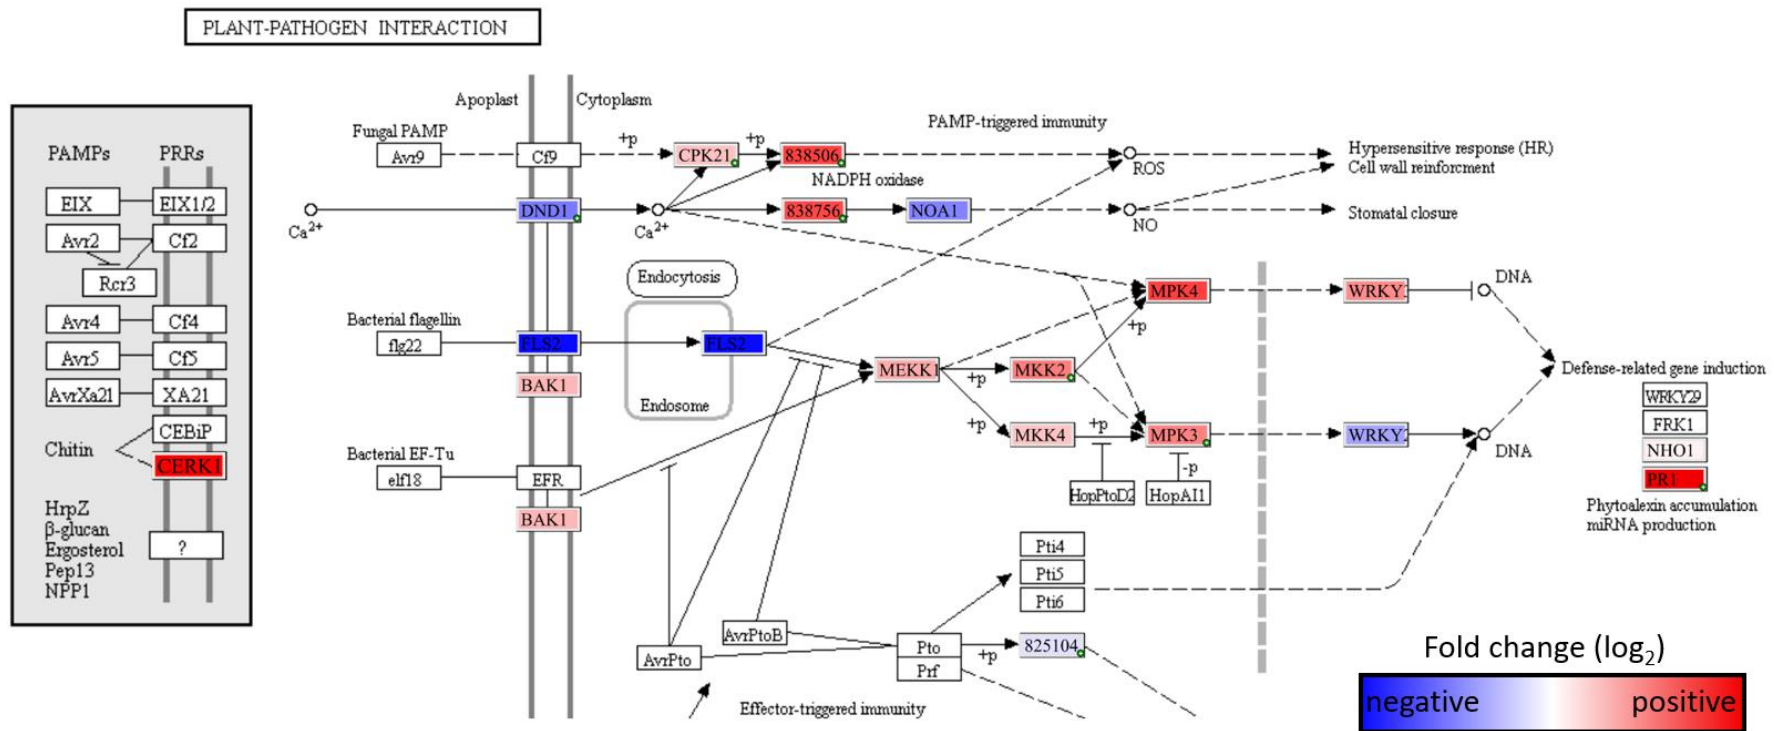 PLANT-PATHOGEN INTERACTION
PAMPs PRRs
EIX EIX1/2
Avr2 Cf2
Rcr3
Avr4 Cf4
Avr5 Cf5
AvrXa21 XA21
CEBiP
Chitin
CERK1
HrpZ
β-glucan
Ergosterol
Pep13
NPP1
?
Apoplast Cytoplasm
Fungal PAMP
Avr9 Cf9 +p CPK21 +p 838506
PAMP-triggered immunity
ROS
Hypersensitive response (HR)
Cell wall reinforcment
NADPH oxidase
Ca2+ DND1 Ca2+ 838756 NOA1 NO
Stomatal closure
Endocytosis
MPK4 WRKY DNA
Bacterial flagellin
flg22 FLS2 FLS2
+p
BAK1
MEKK1 +p MKK2
Endosome
Defense-related gene induction
WRKY29
FRK1
NHO1
PR1
Phytoalexin accumulation
miRNA production
+p MKK4 +p MPK3 WRKY DNA
-p
HopPtoD2 HopAI1
Bacterial EF-Tu
elf18 EFR
BAK1
Pti4
Pti5
Pti6
AvrPtoB
AvrPto
Pto
Prf
+p 825104
Effector-triggered immunity
Fold change (log2)
negative positive